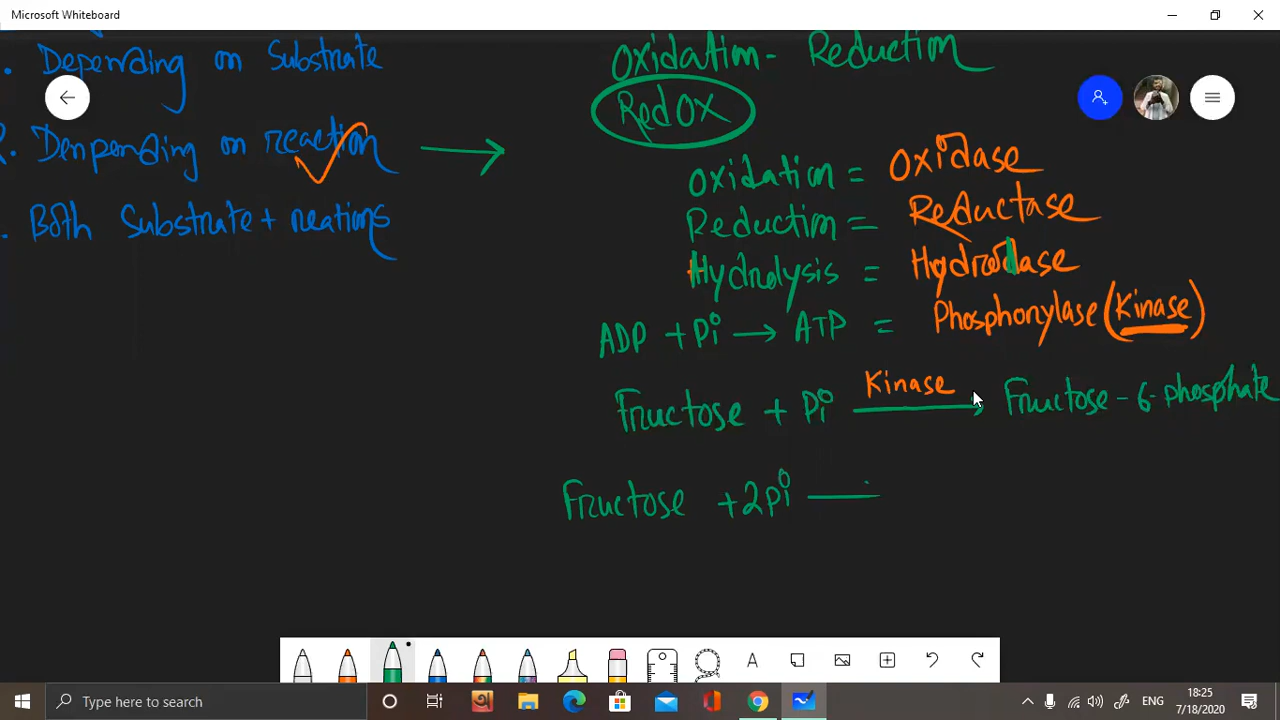 Microsoft Whiteboard
. Depending on Substrate
2. Denpending on reaction
. Both Substrate + reations
Oxidation - Reduction
Redox
Oxidation = Oxidase
Reduction = Reductase
Hydrolysis = Hydrolase
ADP + Pi → ATP = Phosphorylase (Kinase)
Fructose + Pi Kinase → Fructose - 6 - phosphate
Fructose + 2Pi —
A
Type here to search
ENG
18:25
7/18/2020